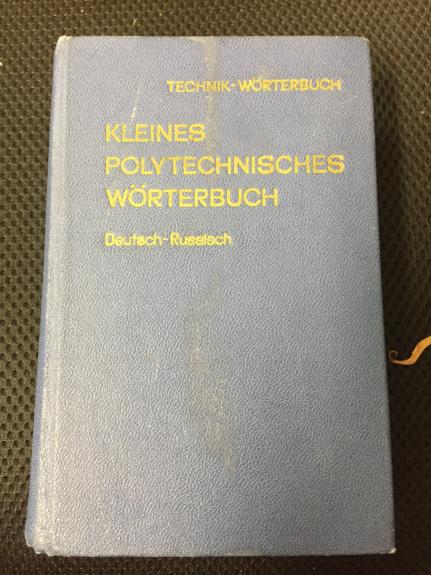 TECHNIK-WÖRTERBUCH
KLEINES
POLYTECHNISCHES
WÖRTERBUCH
Deutsch-Russisch